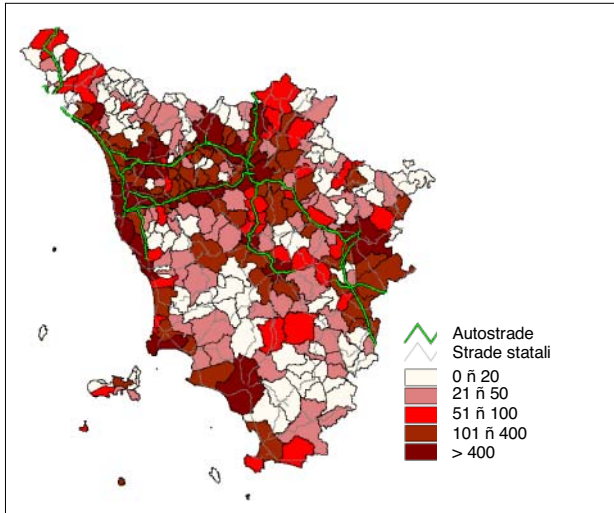 Autostrade
Strade statali
0 ñ 20
21 ñ 50
51 ñ 100
101 ñ 400
> 400